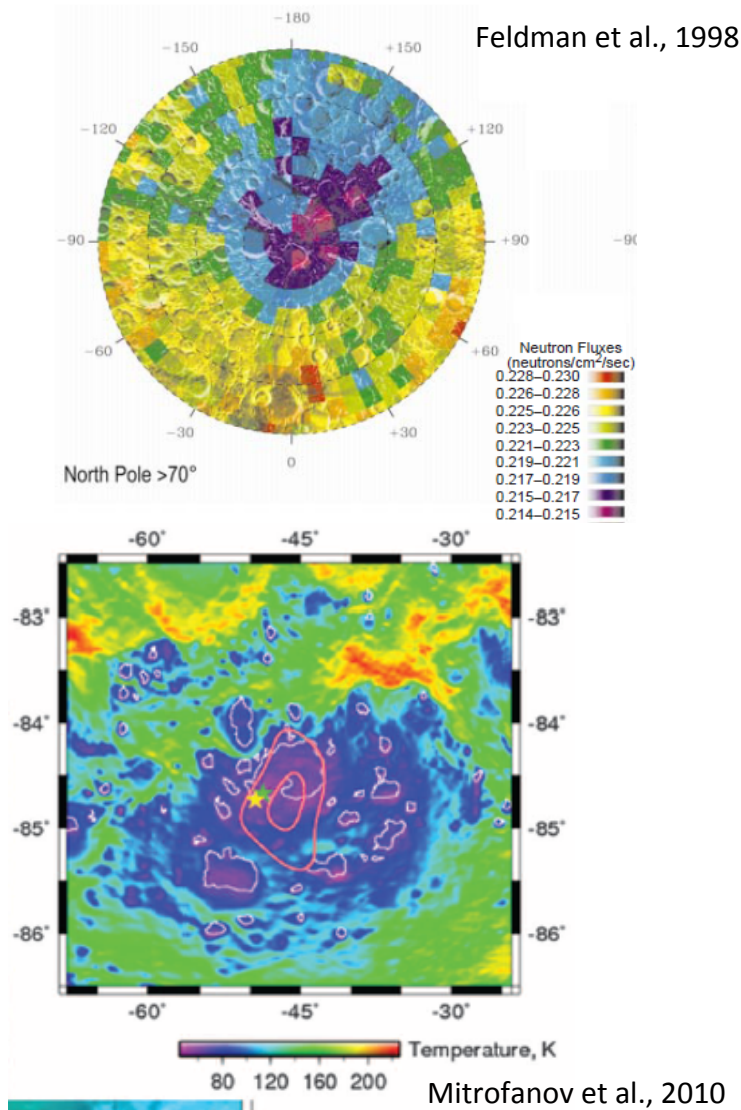 Feldman et al., 1998
-180
-150 +150
-120 +120
-90 +90 -90
-60 +60
-30 +30
0
North Pole >70°
Neutron Fluxes
(neutrons/cm²/sec)
0.228–0.230
0.226–0.228
0.225–0.226
0.223–0.225
0.221–0.223
0.219–0.221
0.217–0.219
0.215–0.217
0.214–0.215
-60° -45° -30°
-83° -83°
-84° -84°
-85° -85°
-86° -86°
-60° -45° -30°
Temperature, K
80 120 160 200
Mitrofanov et al., 2010